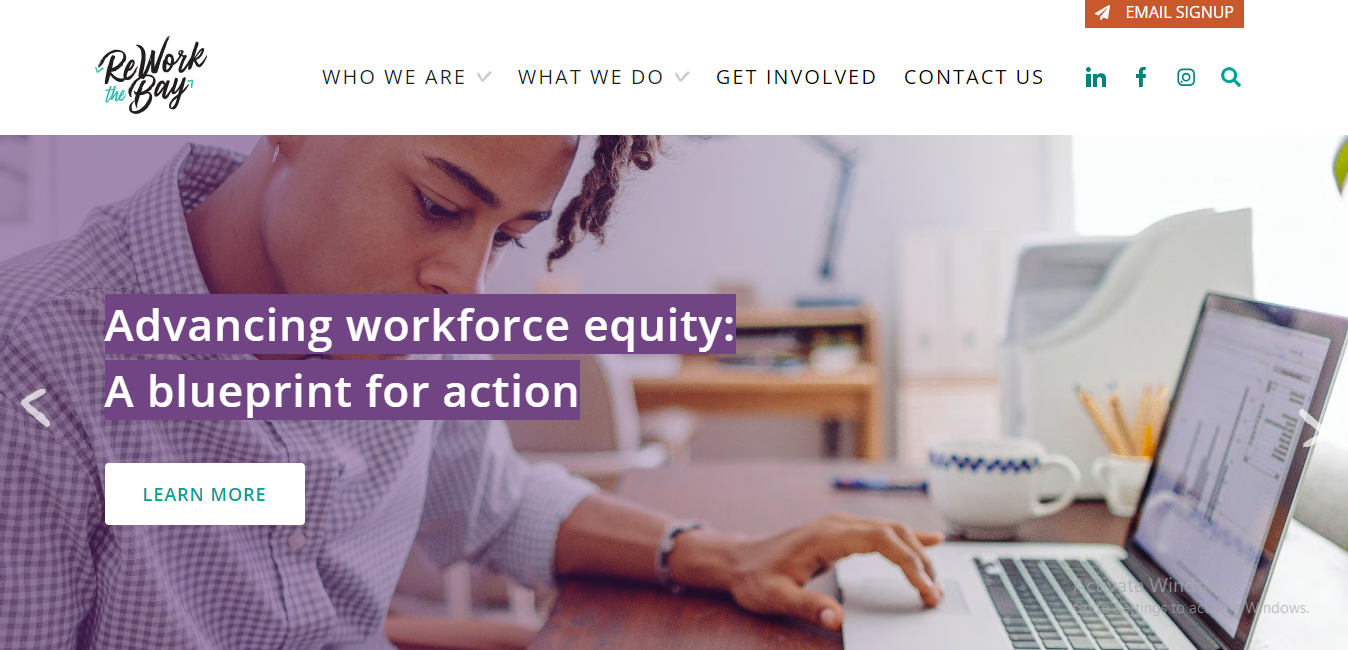 EMAIL SIGNUP
ReWork
the Bay
WHO WE ARE
WHAT WE DO
GET INVOLVED
CONTACT US
Advancing workforce equity:
A blueprint for action
LEARN MORE
Activate Windows
Go to Settings to activate Windows.